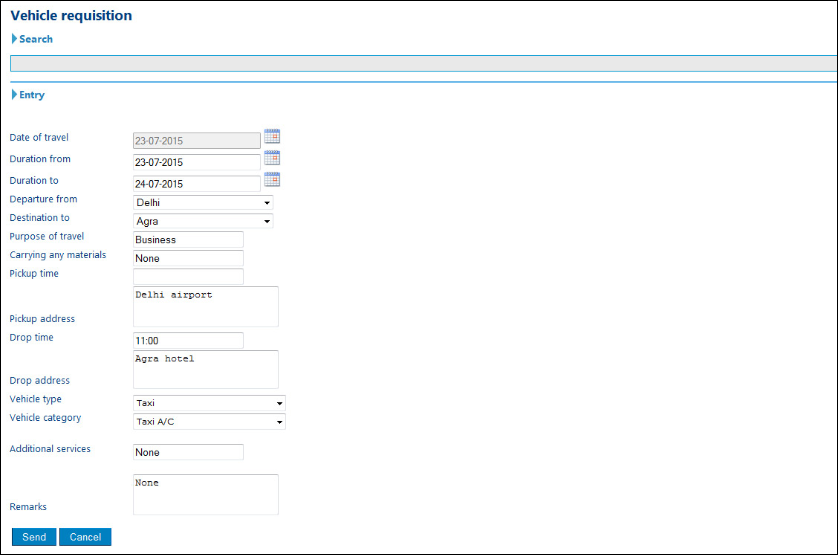 Vehicle requisition
Search
Entry
Date of travel 23-07-2015
Duration from 23-07-2015
Duration to 24-07-2015
Departure from Delhi
Destination to Agra
Purpose of travel Business
Carrying any materials None
Pickup time
Pickup address Delhi airport
Drop time 11:00
Drop address Agra hotel
Vehicle type Taxi
Vehicle category Taxi A/C
Additional services None
Remarks None
Send Cancel